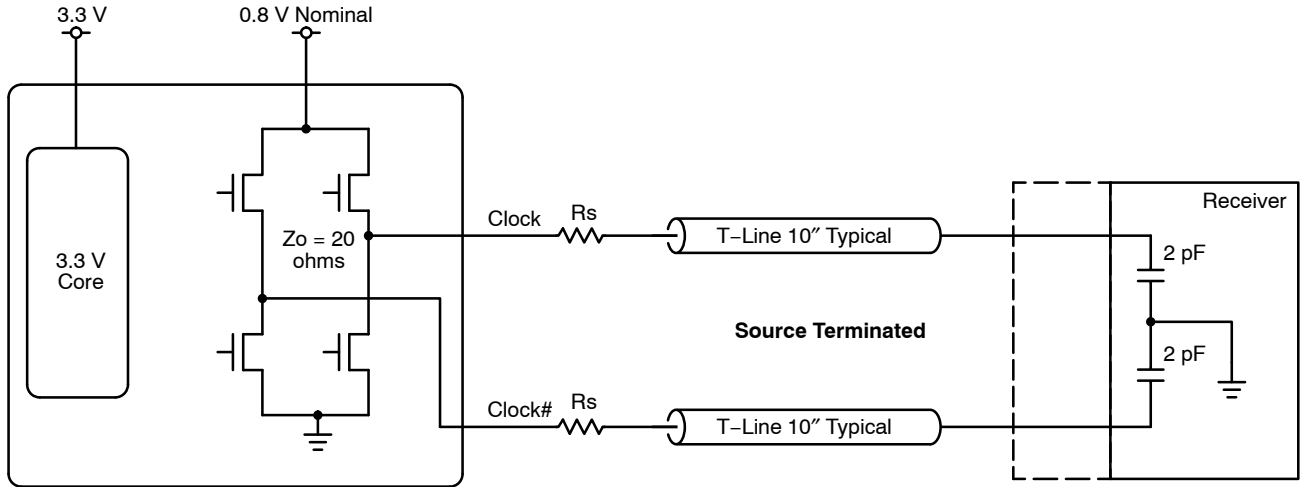 3.3 V
0.8 V Nominal
3.3 V
Core
Zo = 20
ohms
Clock
Rs
T−Line 10″ Typical
Receiver
2 pF
Source Terminated
2 pF
Clock#
Rs
T−Line 10″ Typical